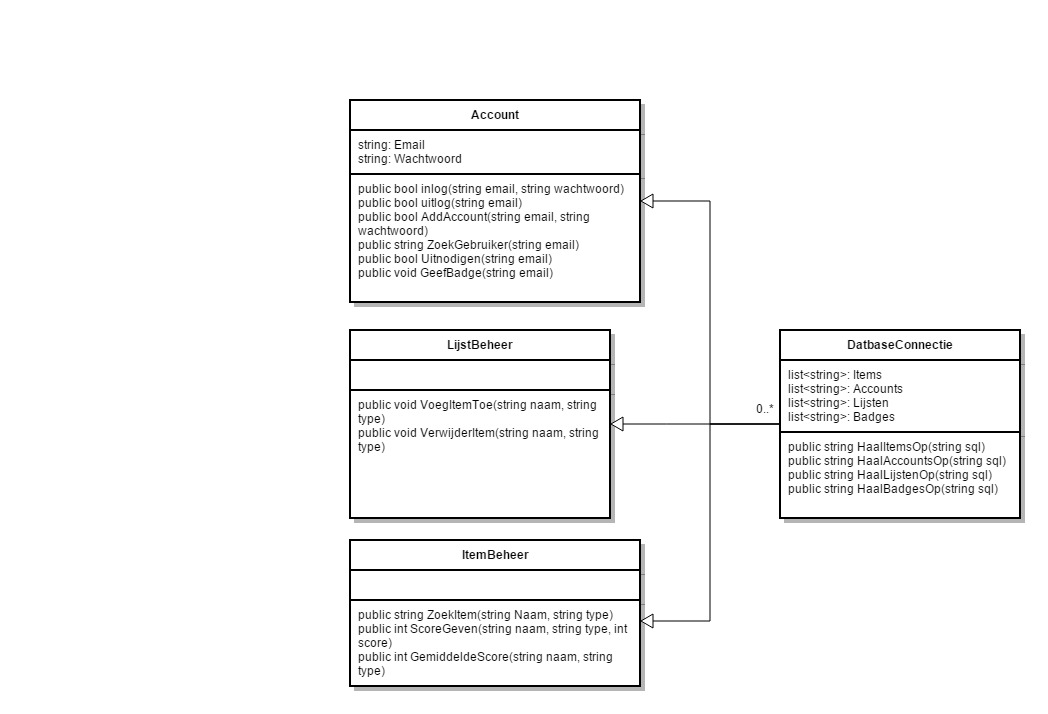 Account
string: Email
string: Wachtwoord
public bool inlog(string email, string wachtwoord)
public bool uitlog(string email)
public bool AddAccount(string email, string
wachtwoord)
public string ZoekGebruiker(string email)
public bool Uitnodigen(string email)
public void GeefBadge(string email)
LijstBeheer
public void VoegItemToe(string naam, string
type)
public void VerwijderItem(string naam, string
type)
0..*
DatbaseConnectie
list<string>: Items
list<string>: Accounts
list<string>: Lijsten
list<string>: Badges
public string HaalItemsOp(string sql)
public string HaalAccountsOp(string sql)
public string HaalLijstenOp(string sql)
public string HaalBadgesOp(string sql)
ItemBeheer
public string ZoekItem(string Naam, string type)
public int ScoreGeven(string naam, string type, int
score)
public int GemiddeldeScore(string naam, string
type)